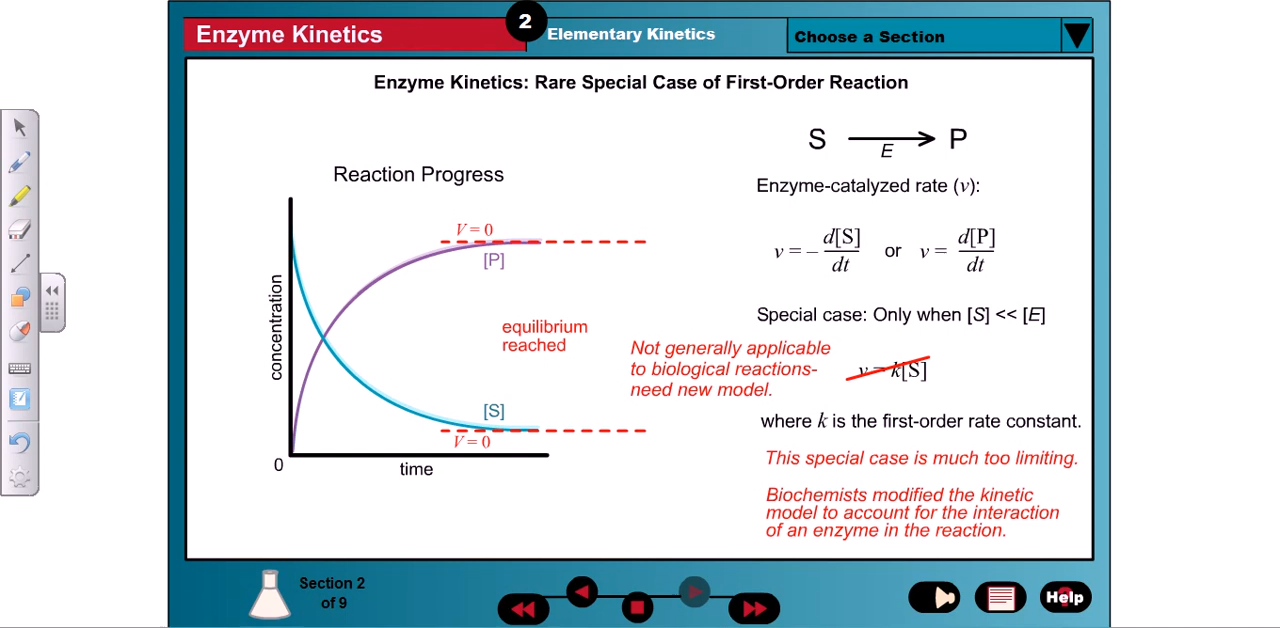 Enzyme Kinetics
2
Elementary Kinetics
Choose a Section
Enzyme Kinetics: Rare Special Case of First-Order Reaction
S ⟶ P
E
Reaction Progress
Enzyme-catalyzed rate (v):
V = 0
[P]
v = – d[S]/dt or v = d[P]/dt
concentration
Special case: Only when [S] << [E]
equilibrium
reached
Not generally applicable
to biological reactions-
need new model.
v = k[S]
[S]
V = 0
where k is the first-order rate constant.
0
time
This special case is much too limiting.
Biochemists modified the kinetic
model to account for the interaction
of an enzyme in the reaction.
Section 2
of 9
Help